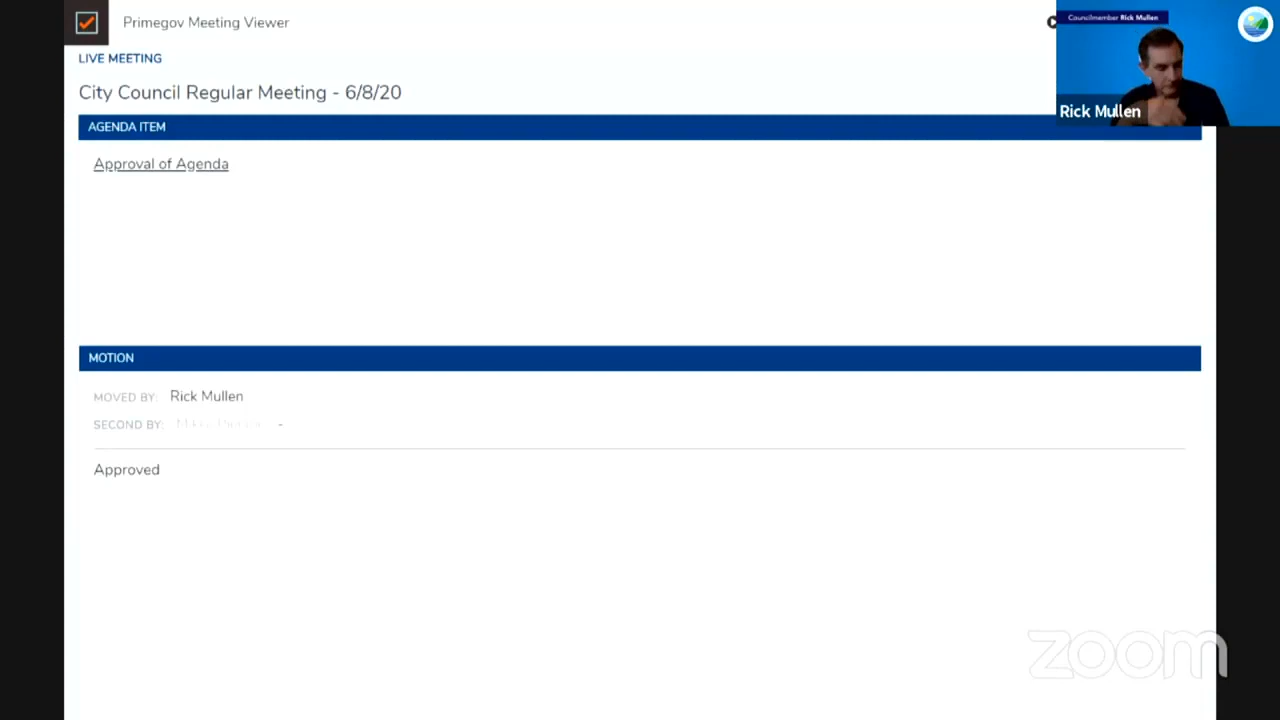 Primegov Meeting Viewer
Councilmember Rick Mullen
LIVE MEETING
City Council Regular Meeting - 6/8/20
Rick Mullen
AGENDA ITEM
Approval of Agenda
MOTION
MOVED BY: Rick Mullen
SECOND BY: -
Approved
zoom